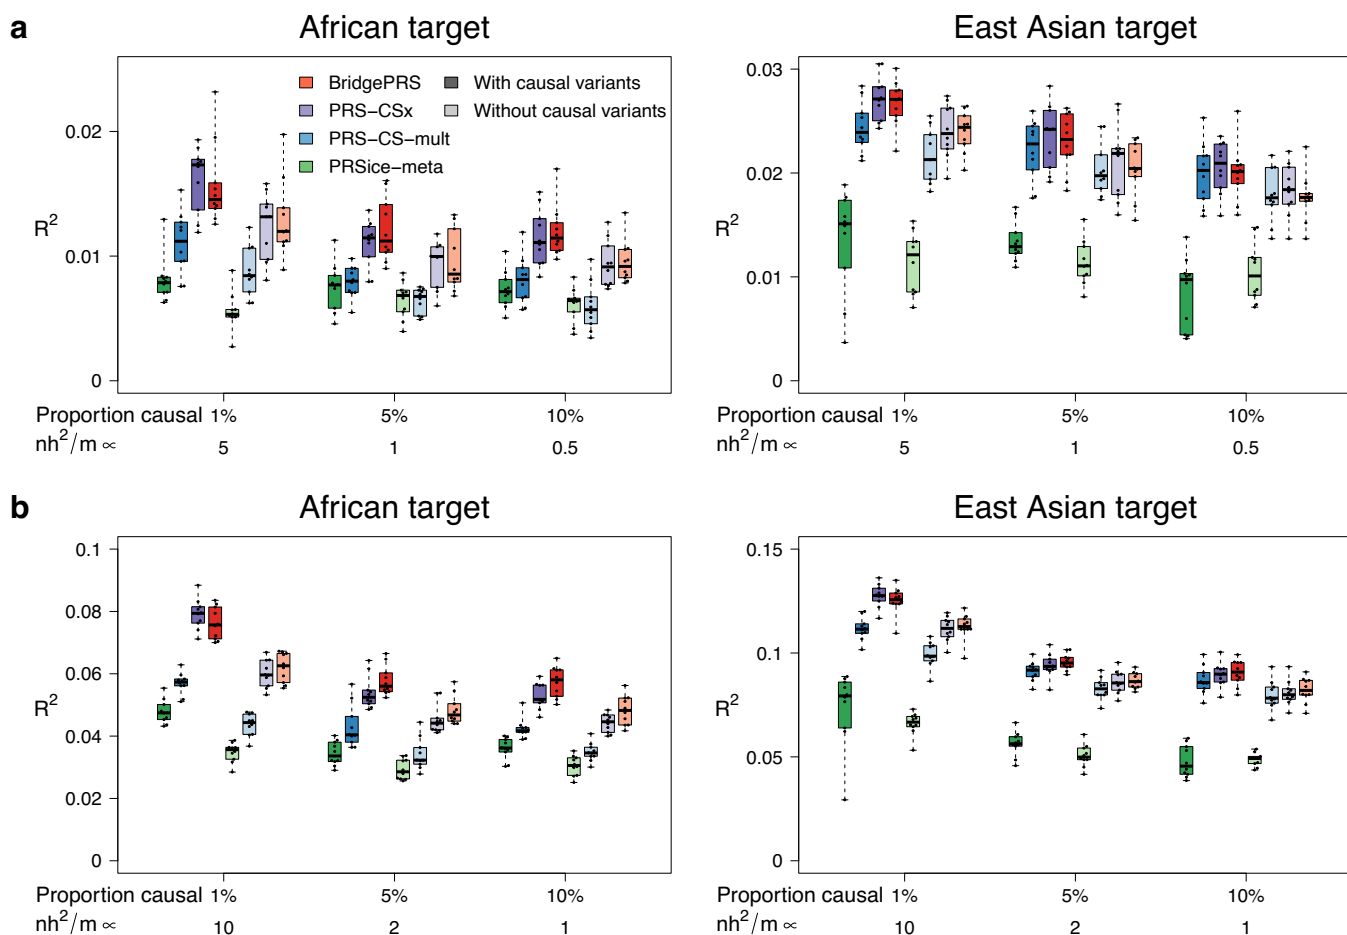 a
African target
East Asian target
BridgePRS
PRS−CSx
PRS−CS−mult
PRSice−meta
With causal variants
Without causal variants
R²
0.02
0.01
0
Proportion causal 1% 5% 10%
nh²/m ∝ 5 1 0.5
R²
0.03
0.02
0.01
0
1% 5% 10%
5 1 0.5
b
African target
East Asian target
R²
0.1
0.08
0.06
0.04
0.02
0
Proportion causal 1% 5% 10%
nh²/m ∝ 10 2 1
R²
0.15
0.1
0.05
0
Proportion causal 1% 5% 10%
nh²/m ∝ 10 2 1